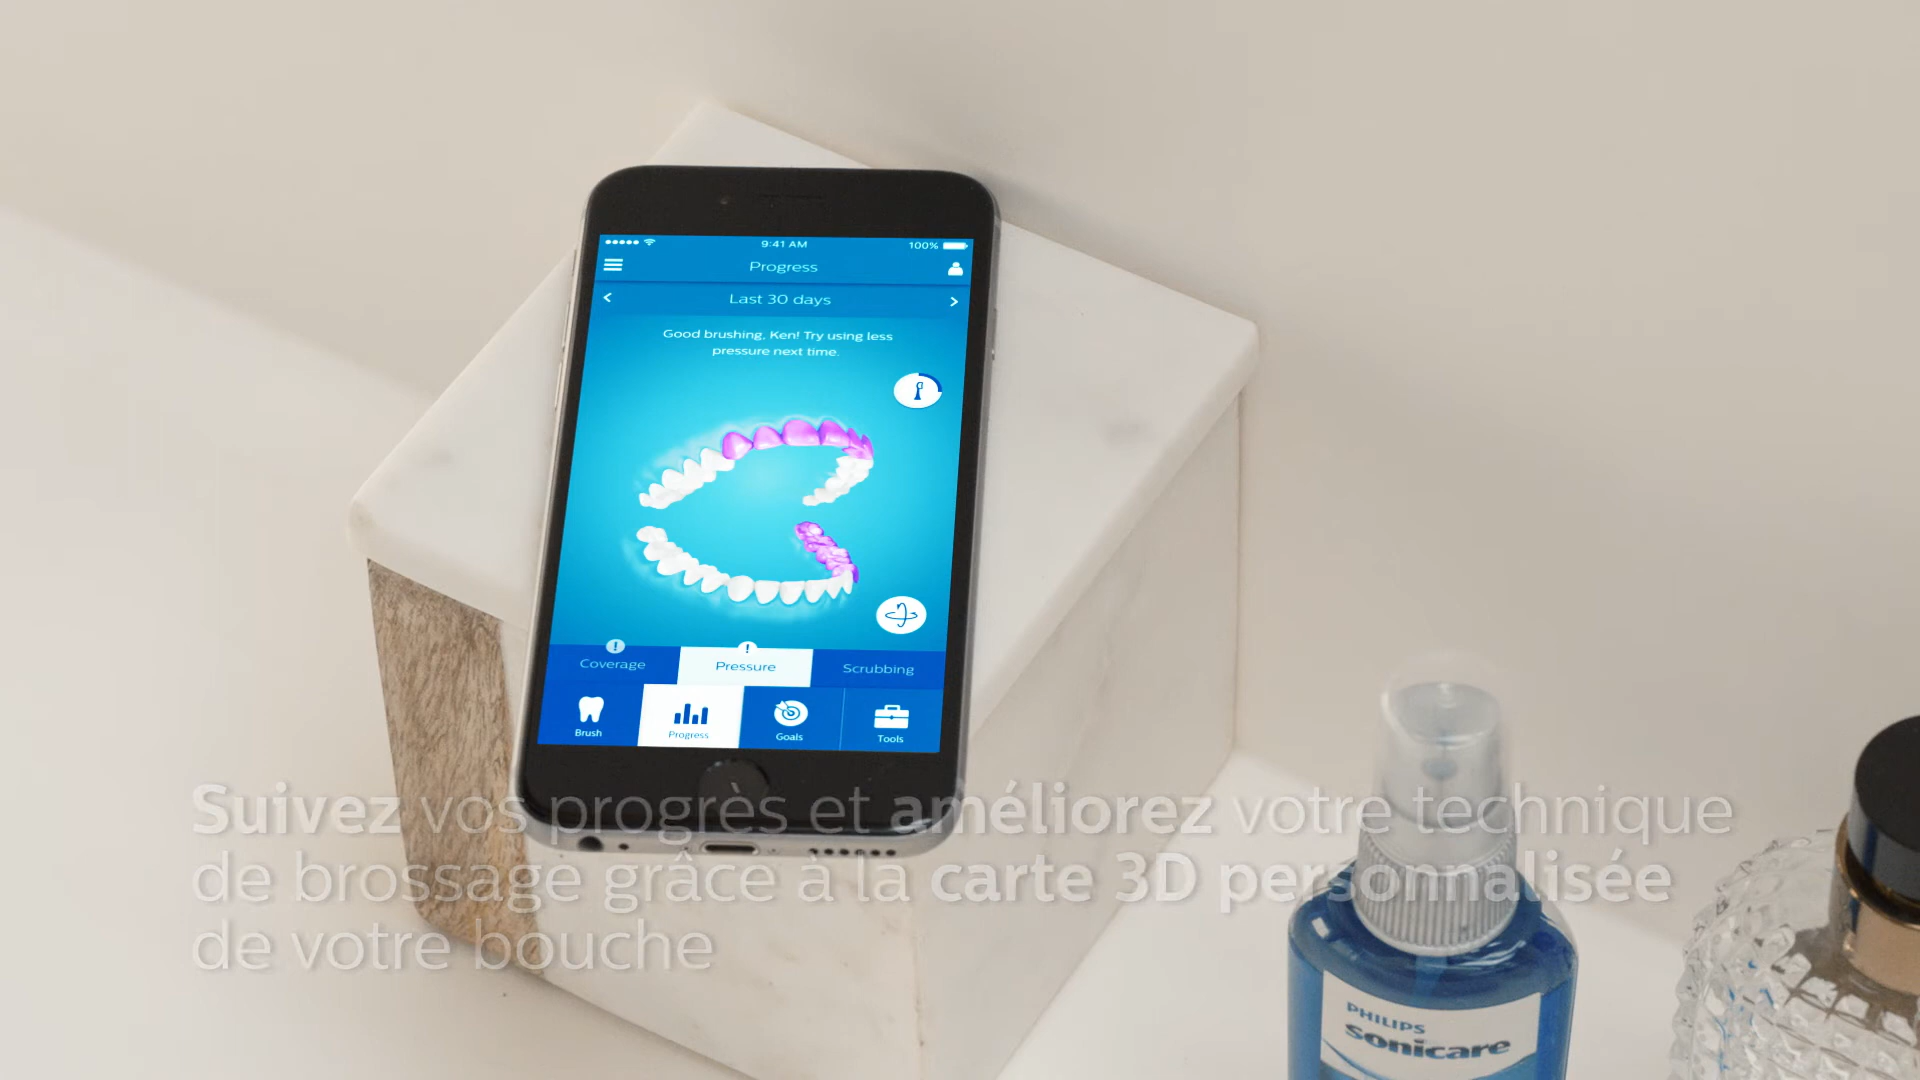 9:41 AM
100%
Progress
Last 30 days
Good brushing, Ken! Try using less
pressure next time.
Coverage
Pressure
Scrubbing
Brush
Progress
Goals
Tools
Suivez vos progrès et améliorez votre technique
de brossage grâce à la carte 3D personnalisée
de votre bouche
PHILIPS
sonicare